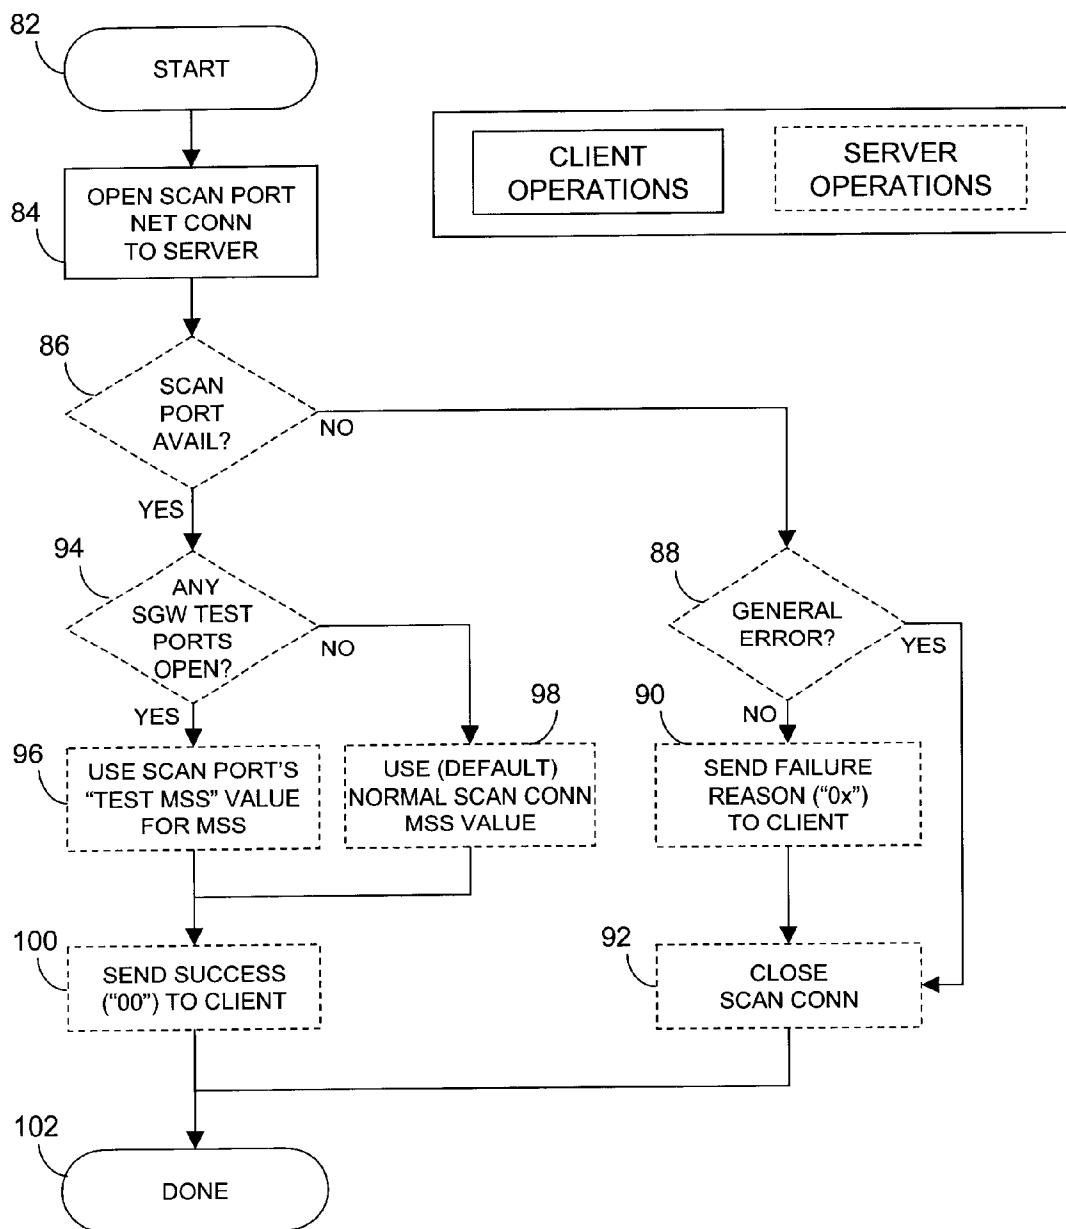 82
START
CLIENT
OPERATIONS
SERVER
OPERATIONS
84
OPEN SCAN PORT
NET CONN
TO SERVER
86
SCAN
PORT
AVAIL?
NO
YES
94
ANY
SGW TEST
PORTS
OPEN?
NO
YES
88
GENERAL
ERROR?
YES
NO
96
USE SCAN PORT'S
“TEST MSS” VALUE
FOR MSS
98
USE (DEFAULT)
NORMAL SCAN CONN
MSS VALUE
90
SEND FAILURE
REASON (“0x”)
TO CLIENT
100
SEND SUCCESS
(“00”) TO CLIENT
92
CLOSE
SCAN CONN
102
DONE